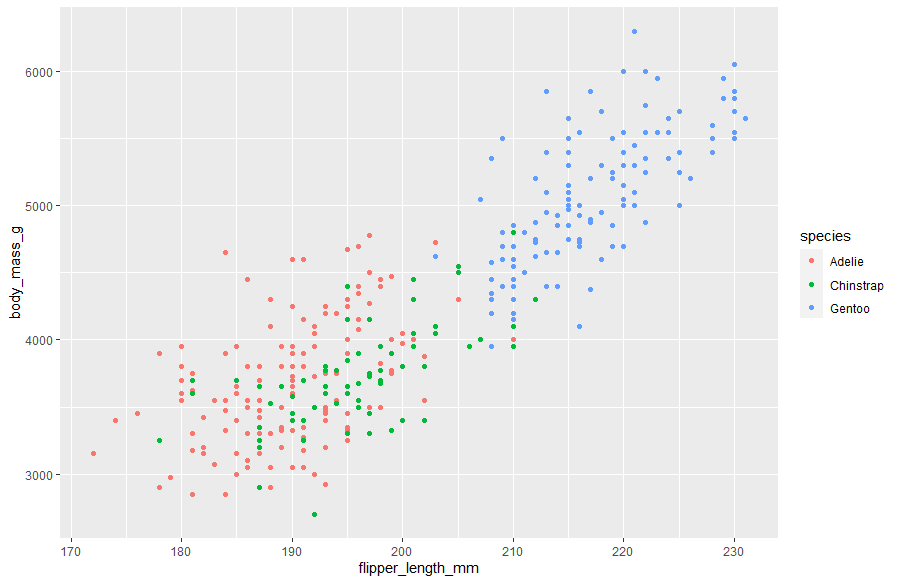 6000
5000
4000
3000
body_mass_g
170 180 190 200 210 220 230
flipper_length_mm
species
Adelie
Chinstrap
Gentoo